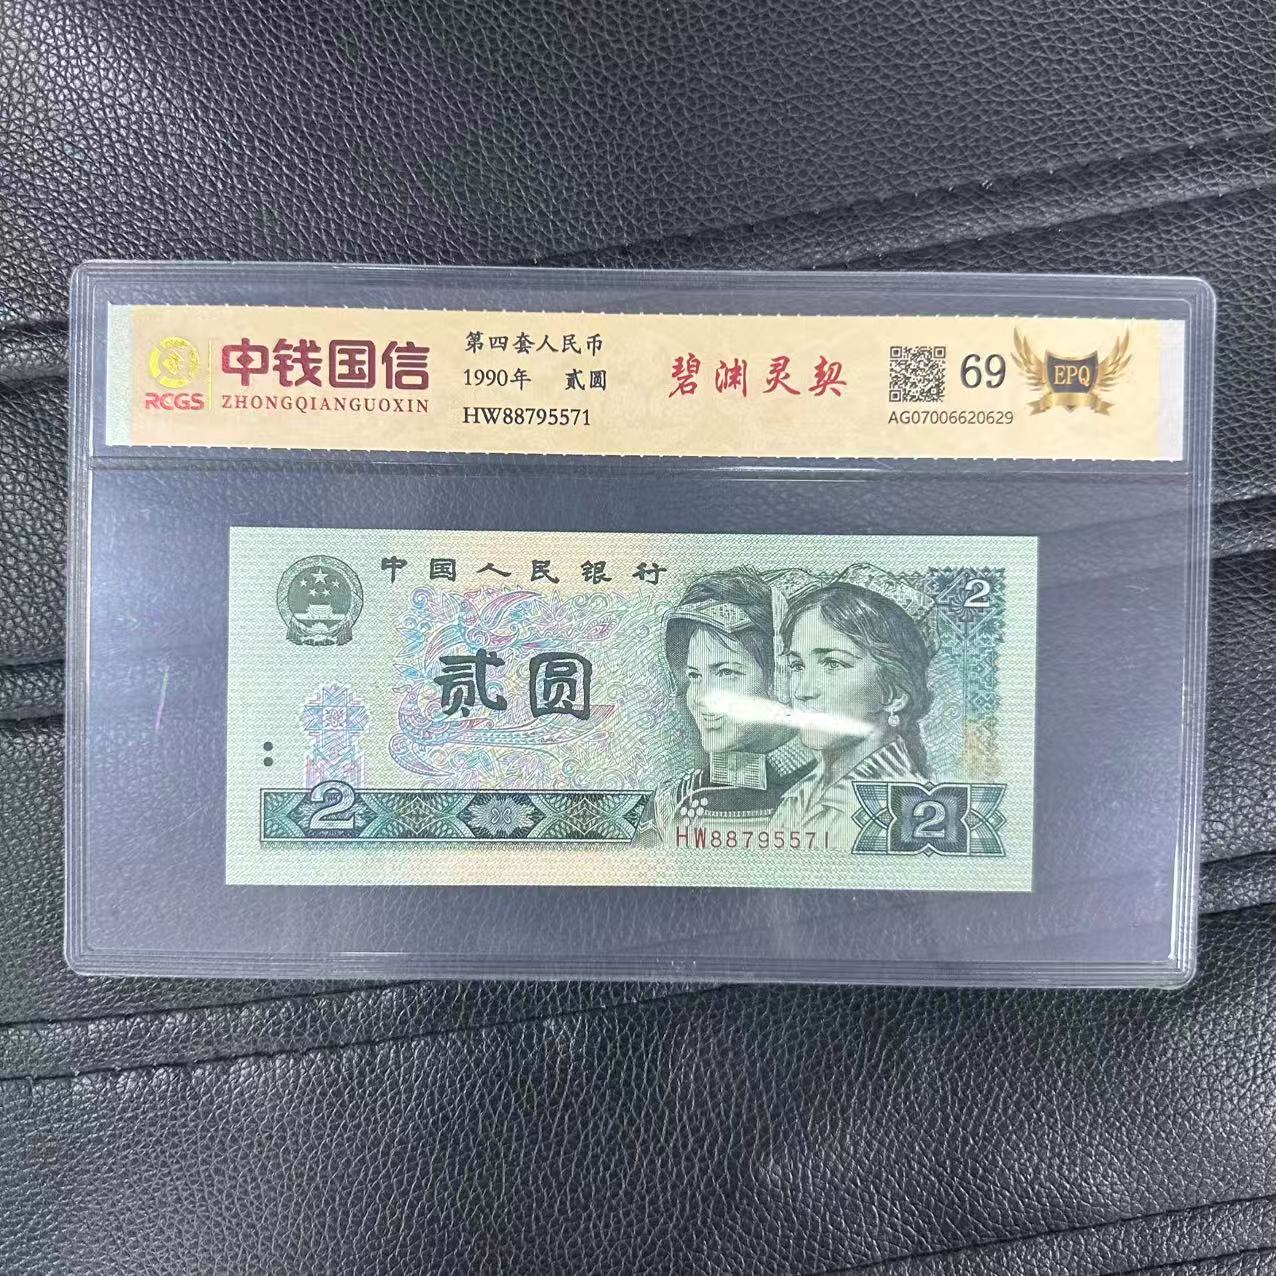 RCGS
中钱国信
ZHONGQIANGUOXIN
第四套人民币
1990年 贰圆
HW88795571
碧渊灵契
69
EPQ
AG07006620629
中国人民银行
2
贰圆
2
2
HW88795571